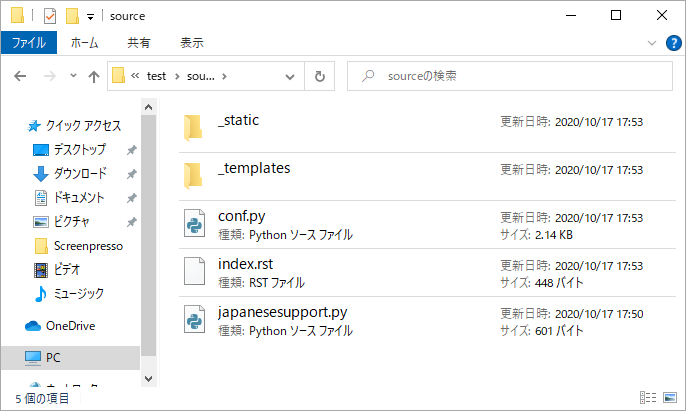 source
ファイル ホーム 共有 表示
test sou... sourceの検索
クイック アクセス
デスクトップ
ダウンロード
ドキュメント
ピクチャ
Screenpresso
ビデオ
ミュージック
OneDrive
PC
_static 更新日時: 2020/10/17 17:53
_templates 更新日時: 2020/10/17 17:53
conf.py 更新日時: 2020/10/17 17:53
種類: Python ソース ファイル サイズ: 2.14 KB
index.rst 更新日時: 2020/10/17 17:53
種類: RST ファイル サイズ: 448 バイト
japanesesupport.py 更新日時: 2020/10/17 17:50
種類: Python ソース ファイル サイズ: 601 バイト
5 個の項目